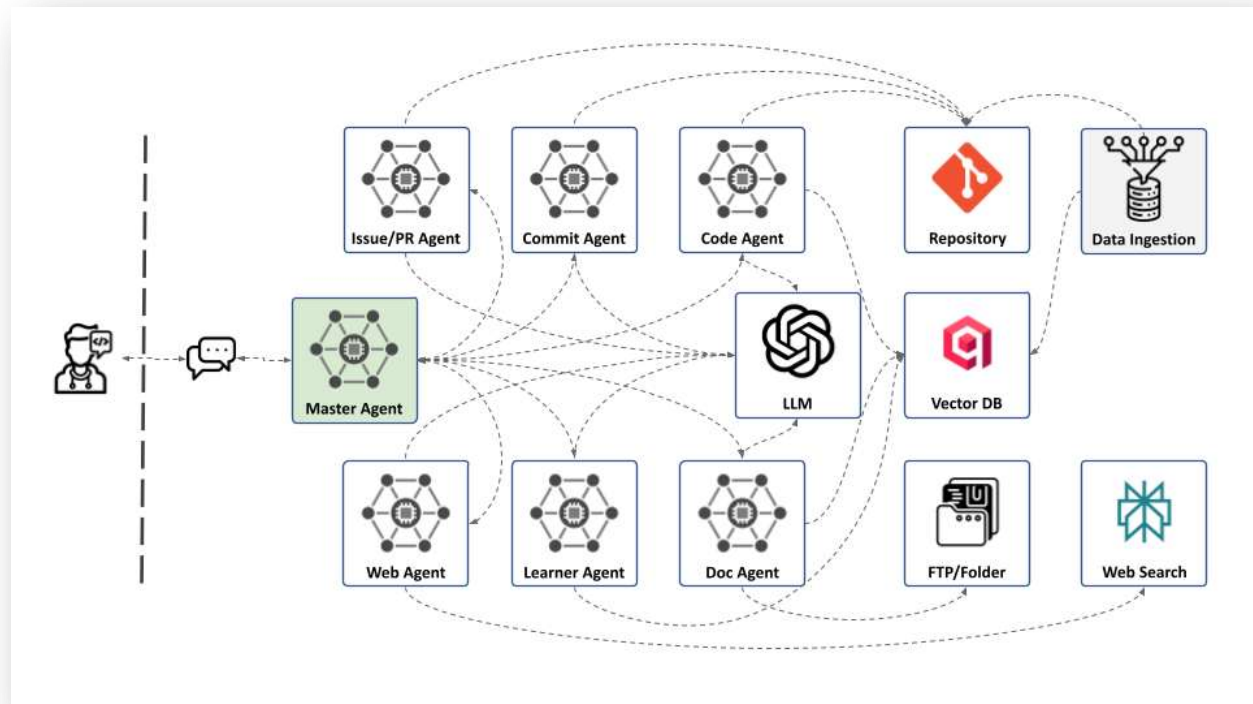 Issue/PR Agent
Commit Agent
Code Agent
Repository
Data Ingestion
Master Agent
LLM
Vector DB
Web Agent
Learner Agent
Doc Agent
FTP/Folder
Web Search